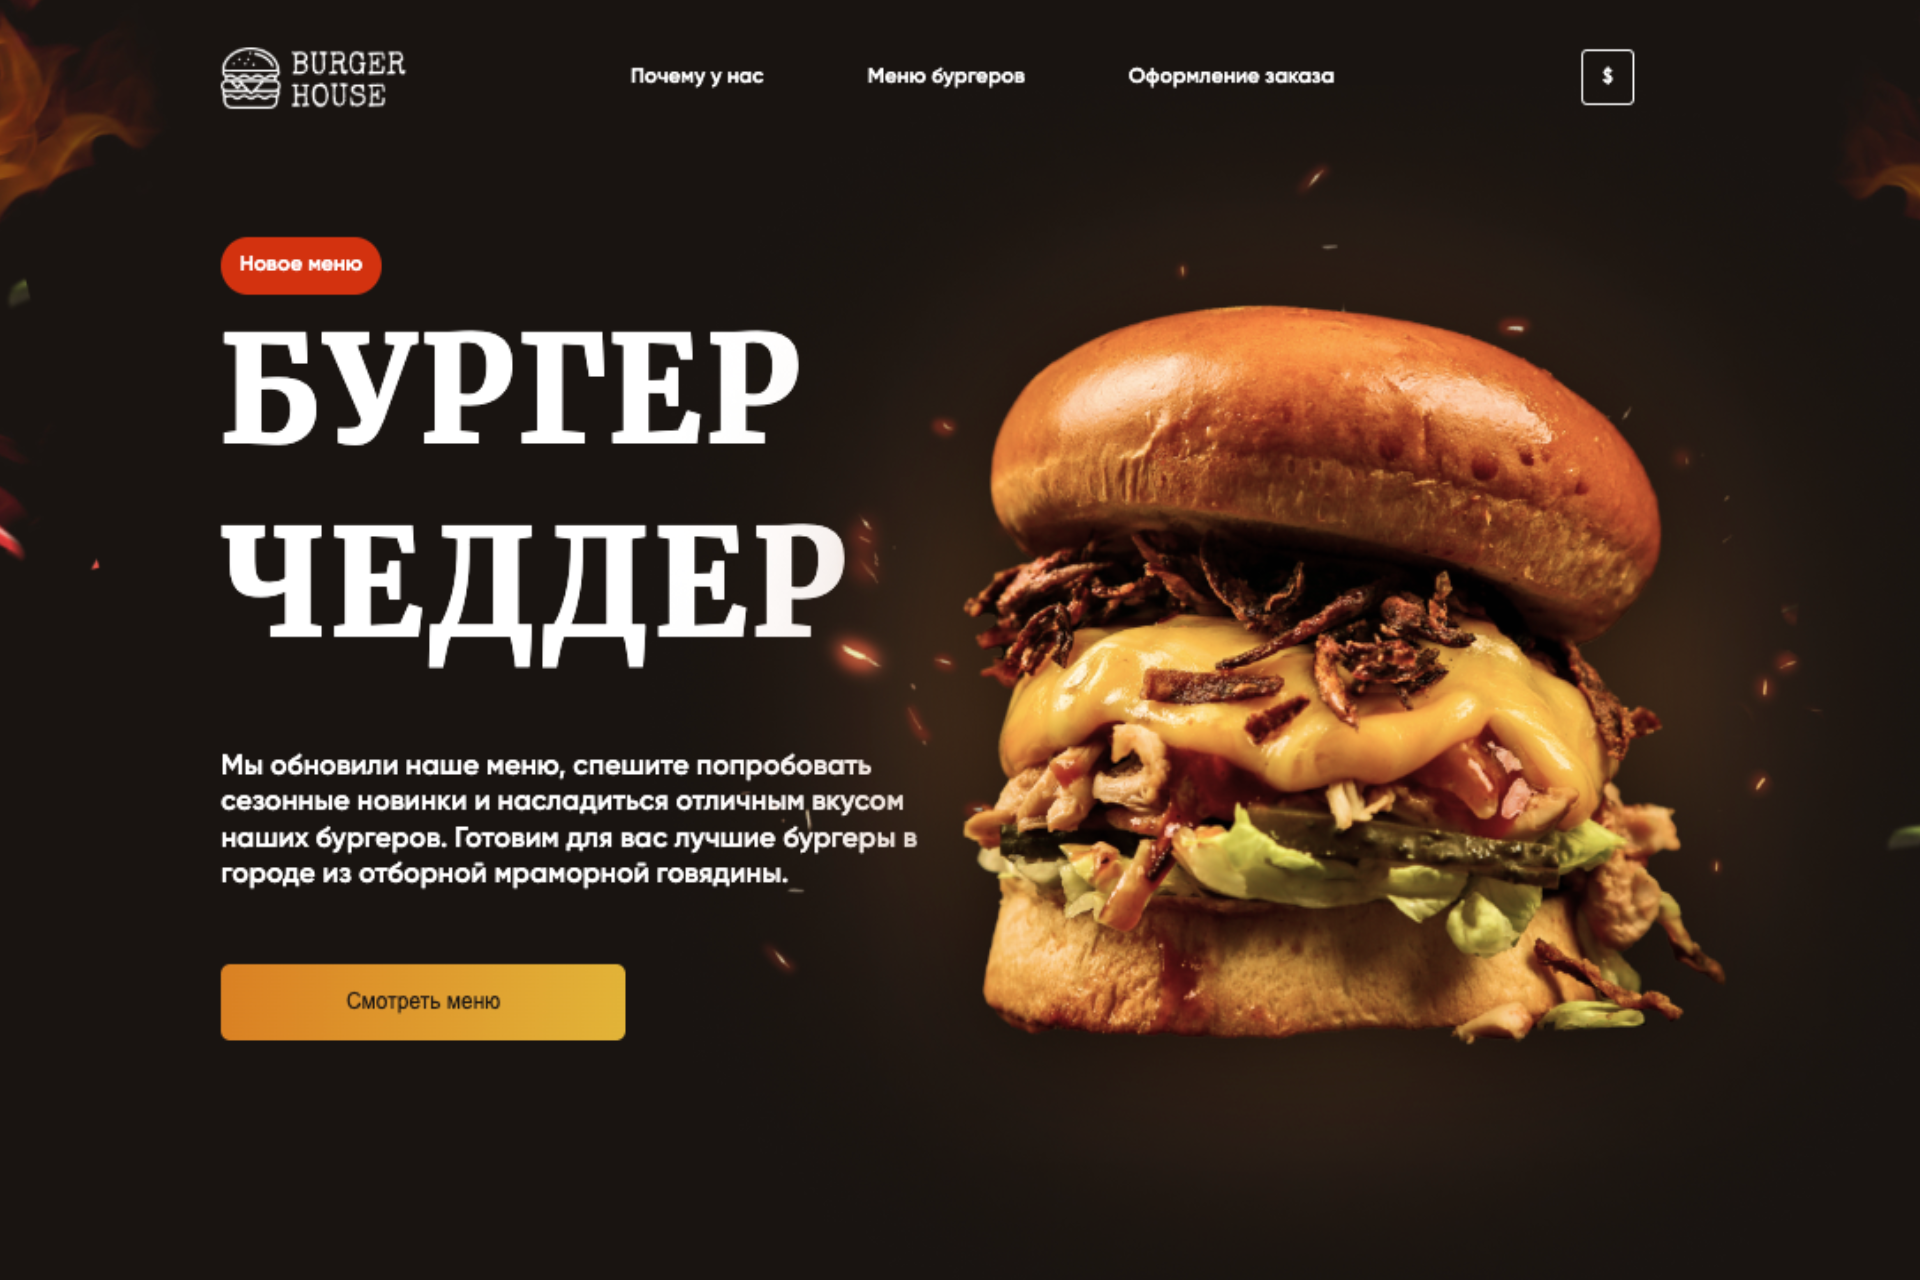 BURGER
HOUSE
Почему у нас
Меню бургеров
Оформление заказа
$
Новое меню
БУРГЕР
ЧЕДДЕР
Мы обновили наше меню, спешите попробовать
сезонные новинки и насладиться отличным вкусом
наших бургеров. Готовим для вас лучшие бургеры в
городе из отборной мраморной говядины.
Смотреть меню